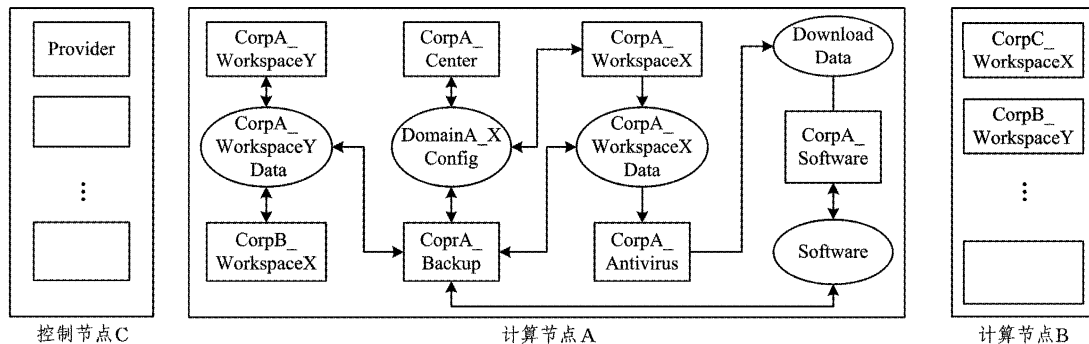 Provider
控制节点C
CorpA_
WorkspaceY
CorpA_
Center
CorpA_
WorkspaceX
Download
Data
CorpA_
WorkspaceY
Data
DomainA_X
Config
CorpA_
WorkspaceX
Data
CorpA_
Software
CorpB_
WorkspaceX
CoprA_
Backup
CorpA_
Antivirus
Software
计算节点A
CorpC_
WorkspaceX
CorpB_
WorkspaceY
计算节点B